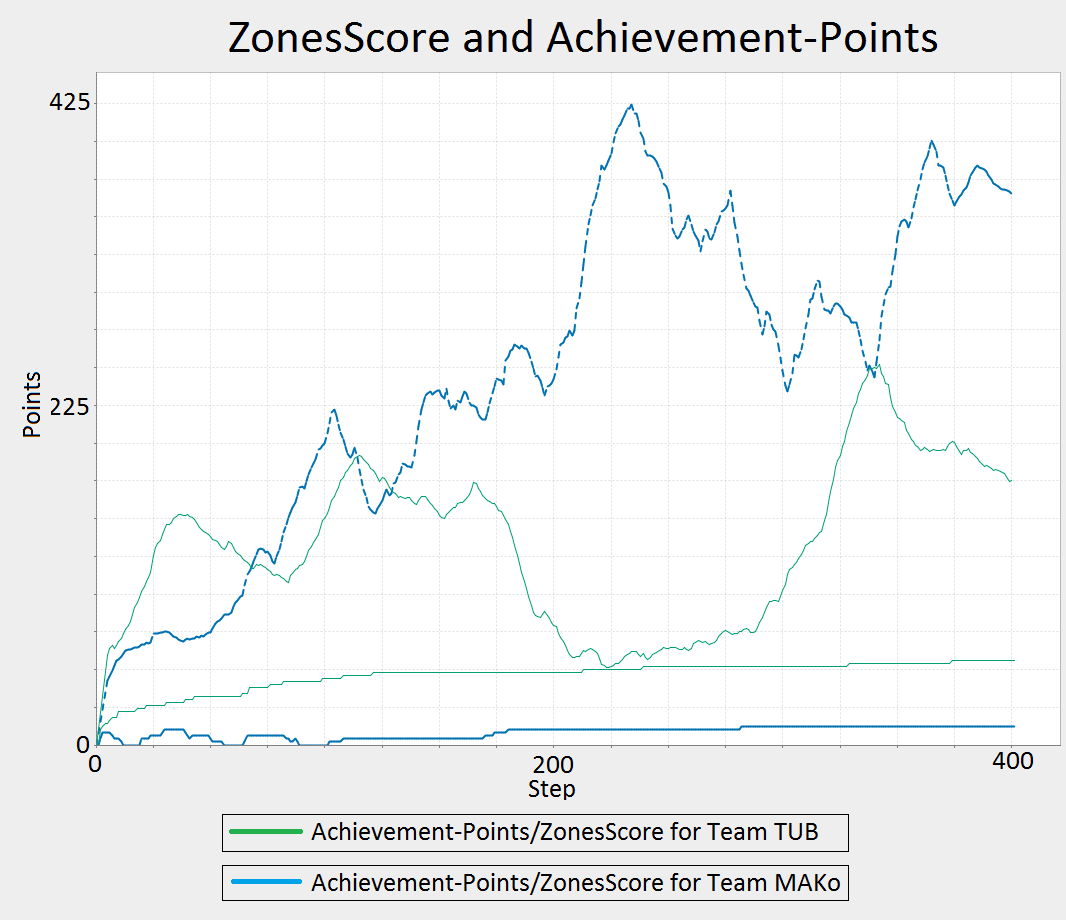 ZonesScore and Achievement-Points
425
Points
225
0
0
200
400
Step
Achievement-Points/ZonesScore for Team TUB
Achievement-Points/ZonesScore for Team MAKo